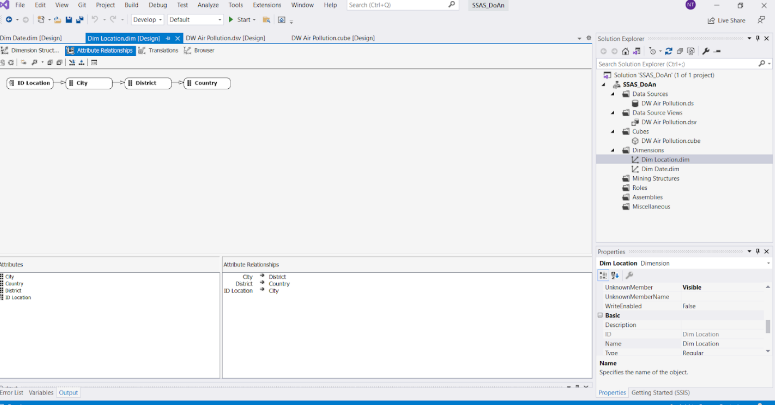 File Edit View Git Project Build Debug Test Analyze Tools Extensions Window Help Search (Ctrl+Q) SSAS_DoAn NT
Develop Default Start Live Share
Dim Date.dim [Design] Dim Location.dim [Design] DW Air Pollution.dsv [Design] DW Air Pollution.cube [Design]
Dimension Struct... Attribute Relationships Translations Browser
ID Location City District Country
Attributes
City
Country
District
ID Location
Attribute Relationships
City District
District Country
ID Location City
Error List Variables Output
Solution Explorer
Search Solution Explorer (Ctrl+;)
Solution 'SSAS_DoAn' (1 of 1 project)
SSAS_DoAn
Data Sources
DW Air Pollution.ds
Data Source Views
DW Air Pollution.dsv
Cubes
DW Air Pollution.cube
Dimensions
Dim Location.dim
Dim Date.dim
Mining Structures
Roles
Assemblies
Miscellaneous
Properties
Dim Location Dimension
UnknownMember Visible
UnknownMemberName
WriteEnabled False
Basic
Description
ID Dim Location
Name Dim Location
Type Regular
Name
Specifies the name of the object.
Properties Getting Started (SSIS)